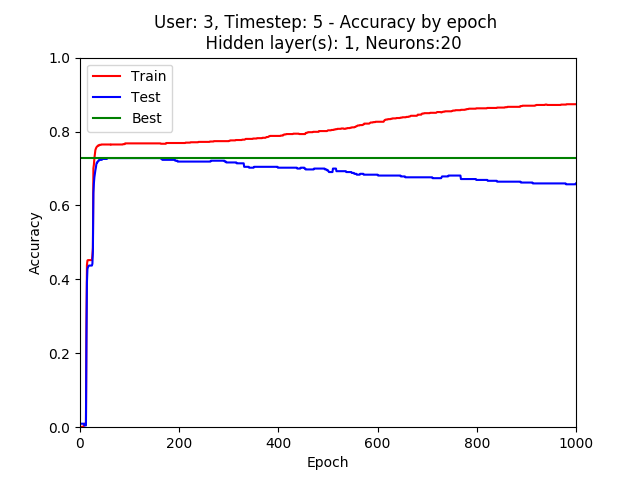 User: 3, Timestep: 5 - Accuracy by epoch
Hidden layer(s): 1, Neurons:20
Train
Test
Best
1.0
0.8
0.6
0.4
0.2
0.0
Accuracy
0 200 400 600 800 1000
Epoch